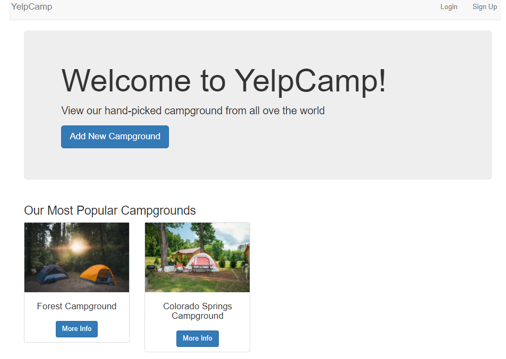 YelpCamp Login Sign Up
Welcome to YelpCamp!
View our hand-picked campground from all ove the world
Add New Campground
Our Most Popular Campgrounds
Forest Campground
More Info
Colorado Springs
Campground
More Info